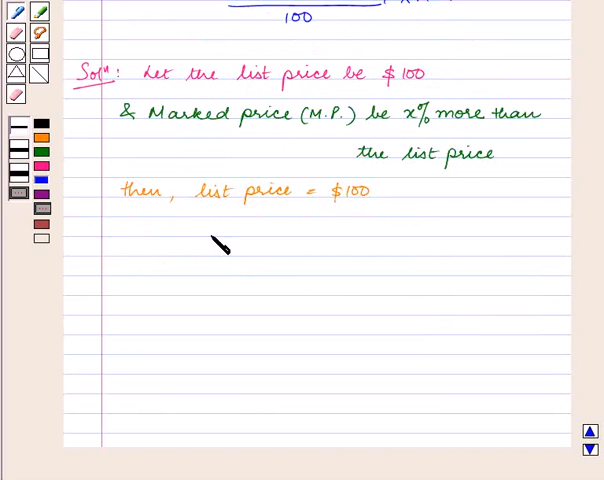 100
Solⁿ: Let the list price be $100
& Marked price (M.P.) be x% more than
the list price
then, list price = $100